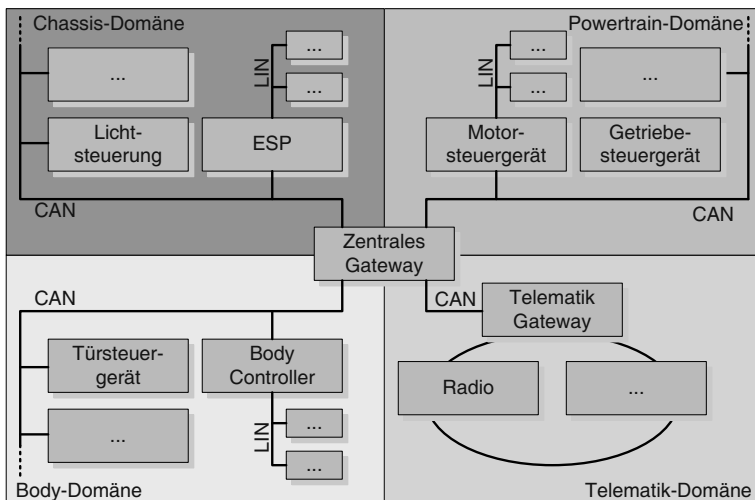 Chassis-Domäne
...
LIN
...
...
Licht-
steuerung
ESP
CAN
Powertrain-Domäne
LIN
...
...
...
Motor-
steuergerät
Getriebe-
steuergerät
CAN
Zentrales
Gateway
CAN
Türsteuer-
gerät
Body
Controller
...
LIN
...
...
Body-Domäne
CAN
Telematik
Gateway
Radio
...
Telematik-Domäne